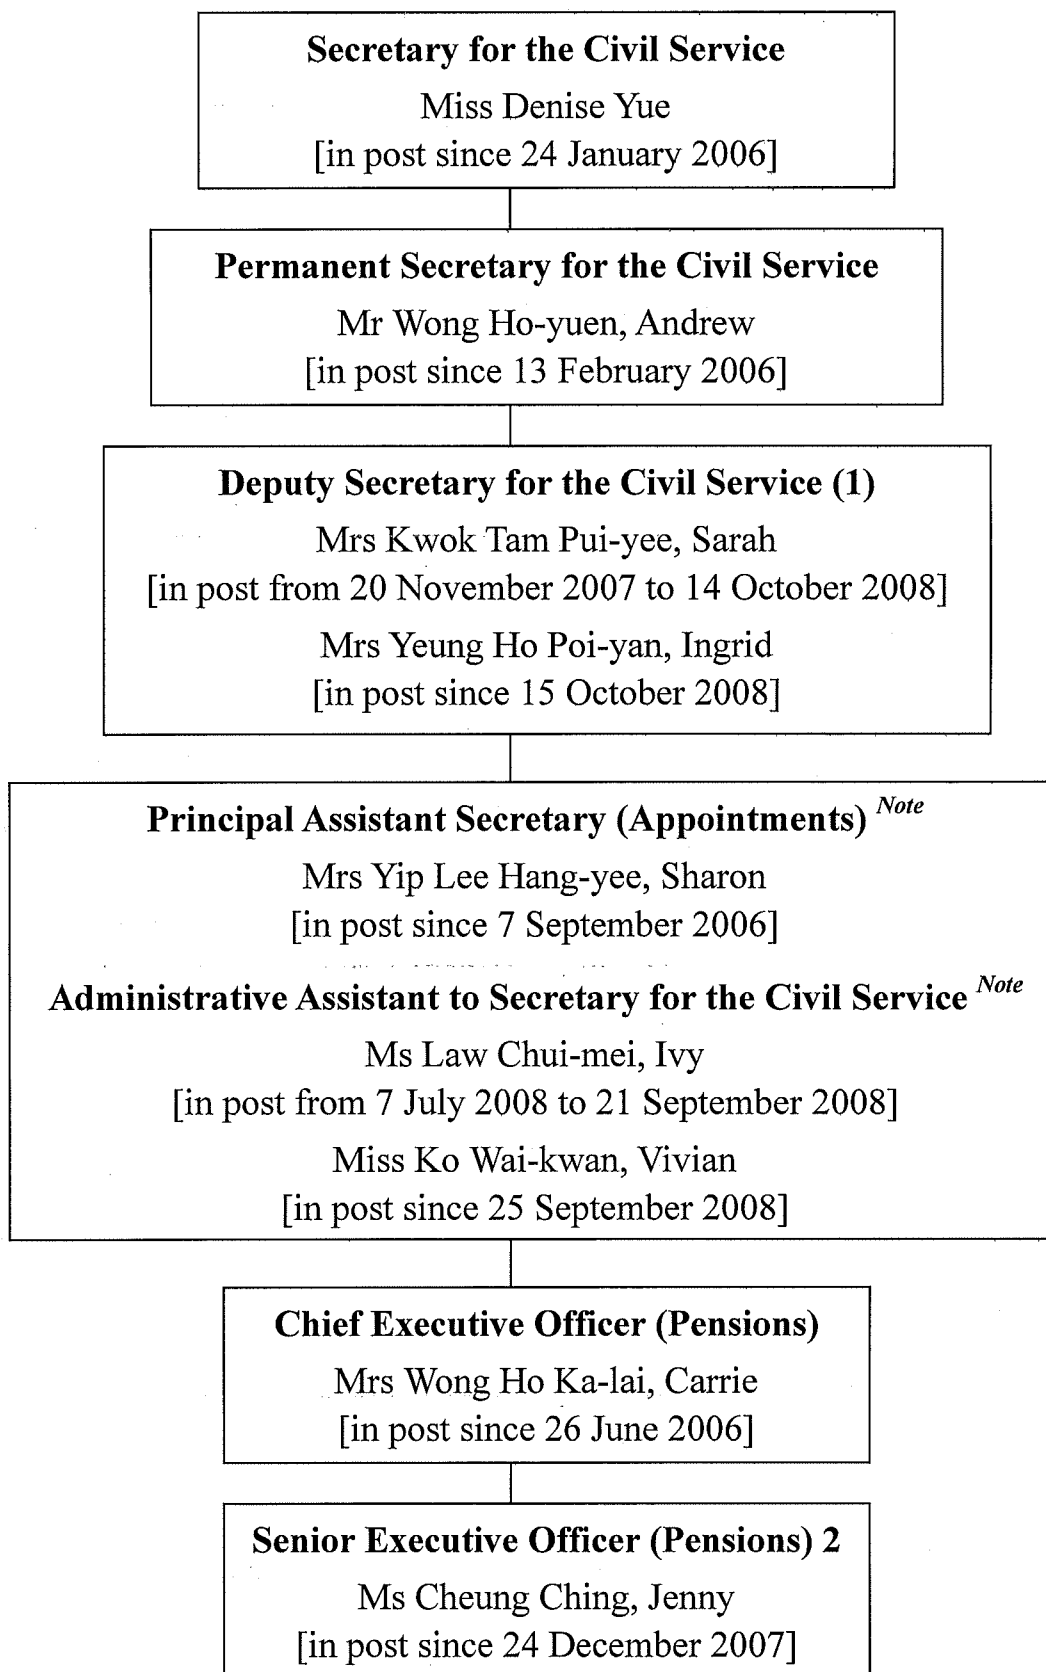 Secretary for the Civil Service
Miss Denise Yue
[in post since 24 January 2006]
Permanent Secretary for the Civil Service
Mr Wong Ho-yuen, Andrew
[in post since 13 February 2006]
Deputy Secretary for the Civil Service (1)
Mrs Kwok Tam Pui-yee, Sarah
[in post from 20 November 2007 to 14 October 2008]
Mrs Yeung Ho Poi-yan, Ingrid
[in post since 15 October 2008]
Principal Assistant Secretary (Appointments) Note
Mrs Yip Lee Hang-yee, Sharon
[in post since 7 September 2006]
Administrative Assistant to Secretary for the Civil Service Note
Ms Law Chui-mei, Ivy
[in post from 7 July 2008 to 21 September 2008]
Miss Ko Wai-kwan, Vivian
[in post since 25 September 2008]
Chief Executive Officer (Pensions)
Mrs Wong Ho Ka-lai, Carrie
[in post since 26 June 2006]
Senior Executive Officer (Pensions) 2
Ms Cheung Ching, Jenny
[in post since 24 December 2007]